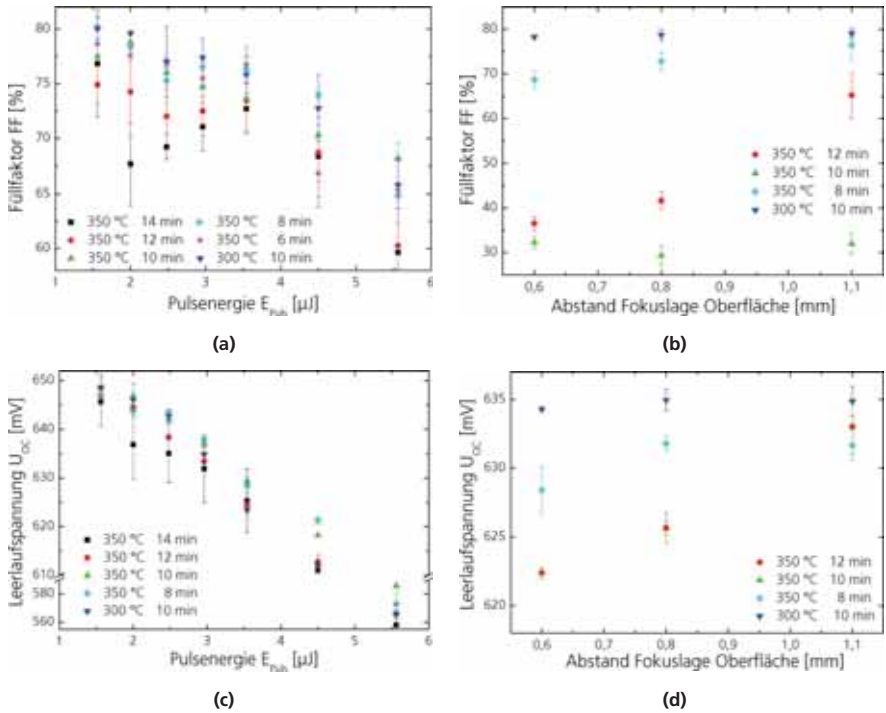 80
75
70
65
60
Füllfaktor FF [%]
350 °C 14 min
350 °C 12 min
350 °C 10 min
350 °C 8 min
350 °C 6 min
300 °C 10 min
1 2 3 4 5 6
Pulsenergie E_Puls [µJ]
(a)
80
70
60
50
40
30
Füllfaktor FF [%]
350 °C 12 min
350 °C 10 min
350 °C 8 min
300 °C 10 min
0,6 0,7 0,8 0,9 1,0 1,1
Abstand Fokuslage Oberfläche [mm]
(b)
650
640
630
620
610
580
560
Leerlaufspannung U_OC [mV]
350 °C 14 min
350 °C 12 min
350 °C 10 min
350 °C 8 min
300 °C 10 min
1 2 3 4 5 6
Pulsenergie E_Puls [µJ]
(c)
635
630
625
620
Leerlaufspannung U_OC [mV]
350 °C 12 min
350 °C 10 min
350 °C 8 min
300 °C 10 min
0,6 0,7 0,8 0,9 1,0 1,1
Abstand Fokuslage Oberfläche [mm]
(d)